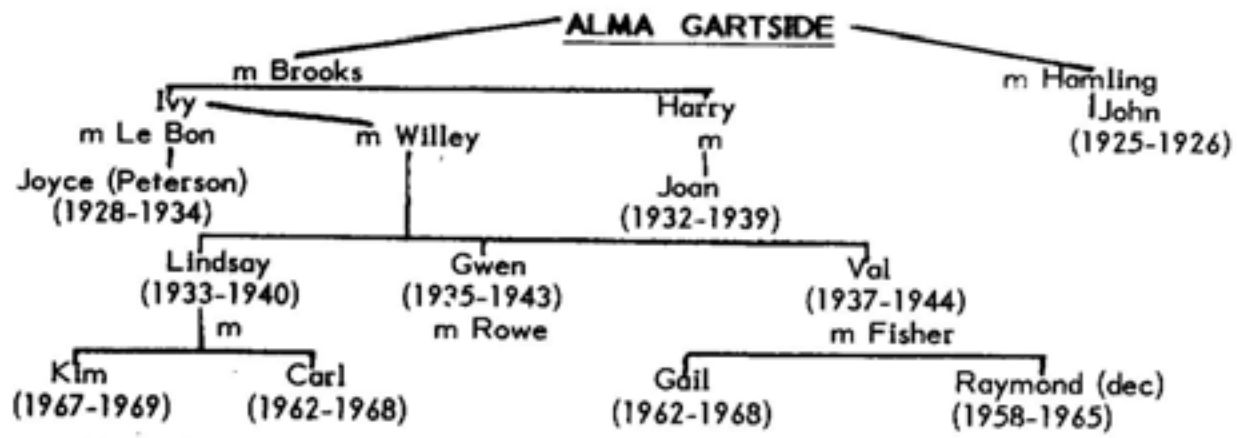 ALMA GARTSIDE
m Brooks
m Hamling
Ivy
Harry
John
m Le Bon
m Willey
m
(1925-1926)
Joyce (Peterson)
Joan
(1928-1934)
(1932-1939)
Lindsay
Gwen
Val
(1933-1940)
(1935-1943)
(1937-1944)
m
m Rowe
m Fisher
Kim
Carl
Gail
Raymond (dec)
(1967-1969)
(1962-1968)
(1962-1968)
(1958-1965)